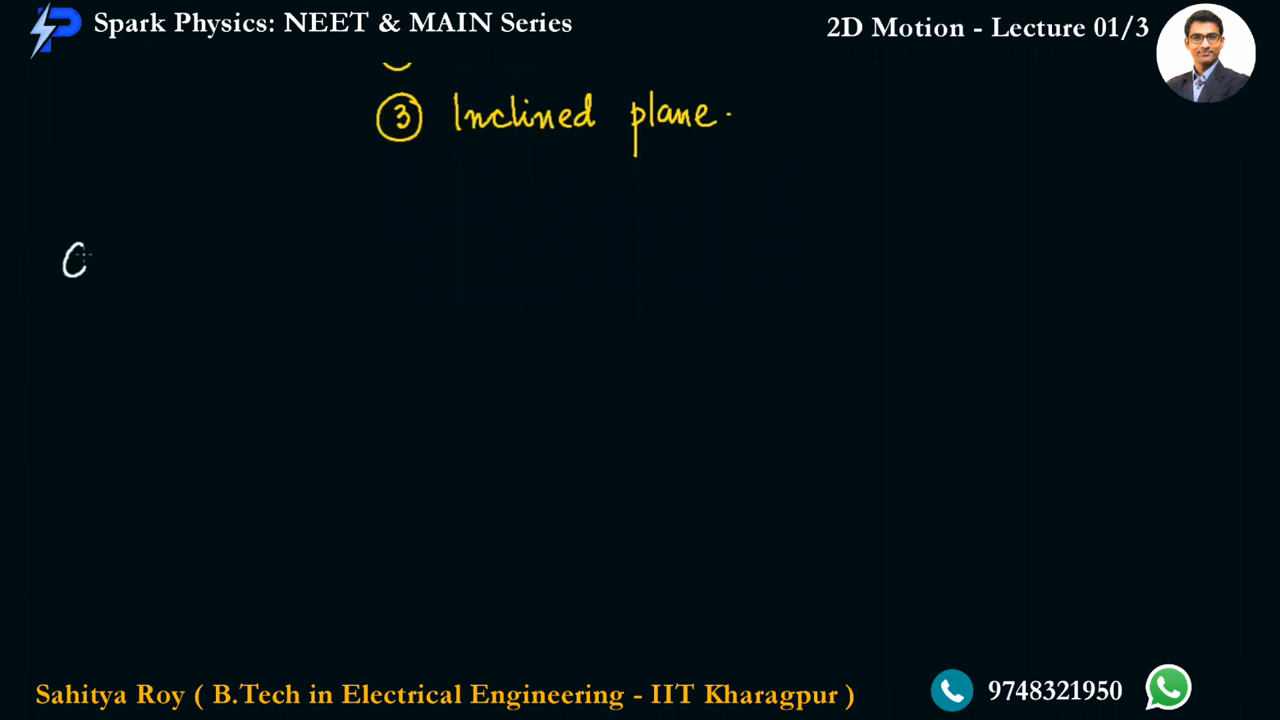 Spark Physics: NEET & MAIN Series
2D Motion - Lecture 01/3
③ Inclined plane.
C
Sahitya Roy ( B.Tech in Electrical Engineering - IIT Kharagpur )
9748321950